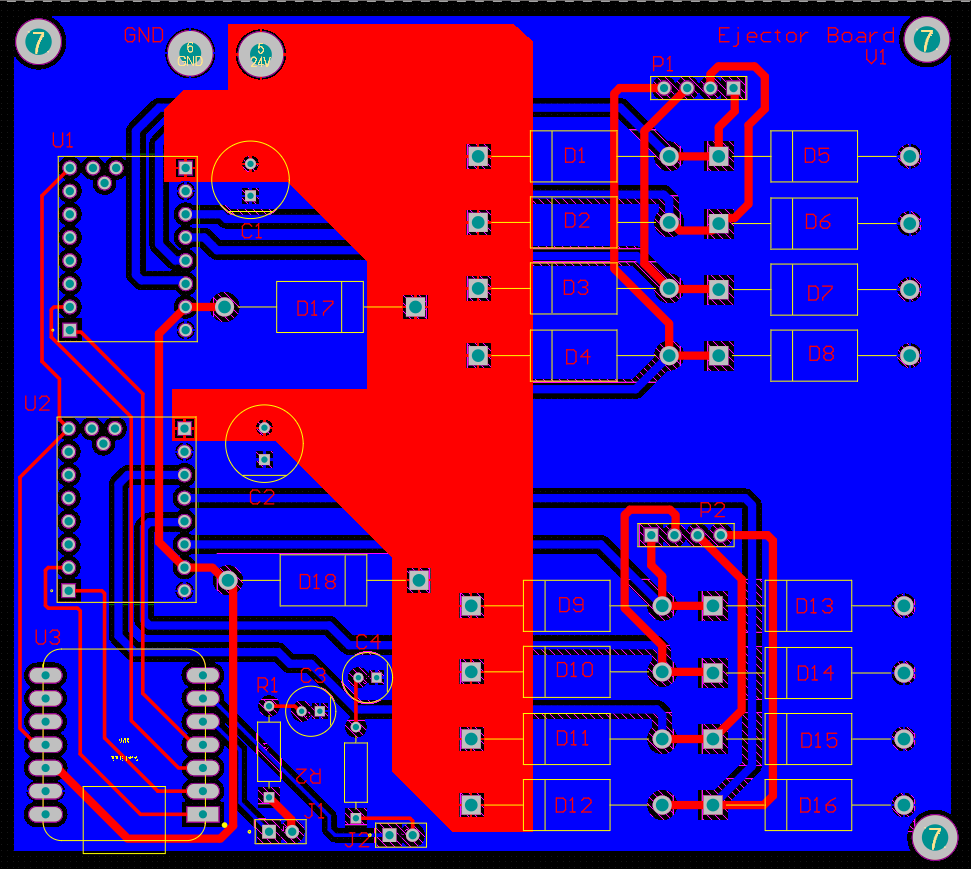 7
GND
6
GND
5
24V
Ejector Board
V1
7
P1
U1
D1
D5
C1
D2
D6
D17
D3
D7
D4
D8
U2
C2
P2
D18
D9
D13
U3
C4
D10
D14
C3
R1
D11
D15
R2
J1
D12
D16
J2
7